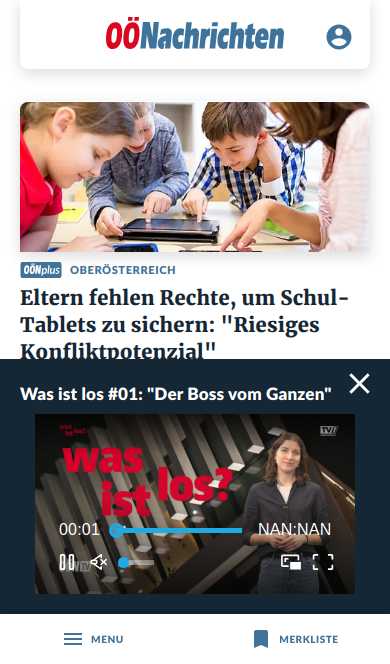 OÖNachrichten
OÖNplus OBERÖSTERREICH
Eltern fehlen Rechte, um Schul-
Tablets zu sichern: "Riesiges
Konfliktpotenzial"
Was ist los #01: "Der Boss vom Ganzen"
was
ist los?
00:01
NAN:NAN
MENU
MERKLISTE